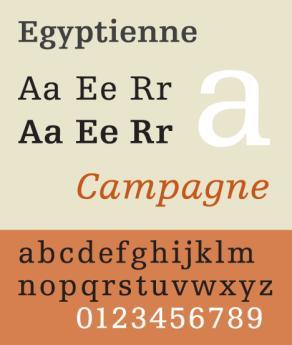 Egyptienne
Aa Ee Rr
Aa Ee Rr
a
Campagne
abcdefghijklm
nopqrstuvwxyz
0123456789